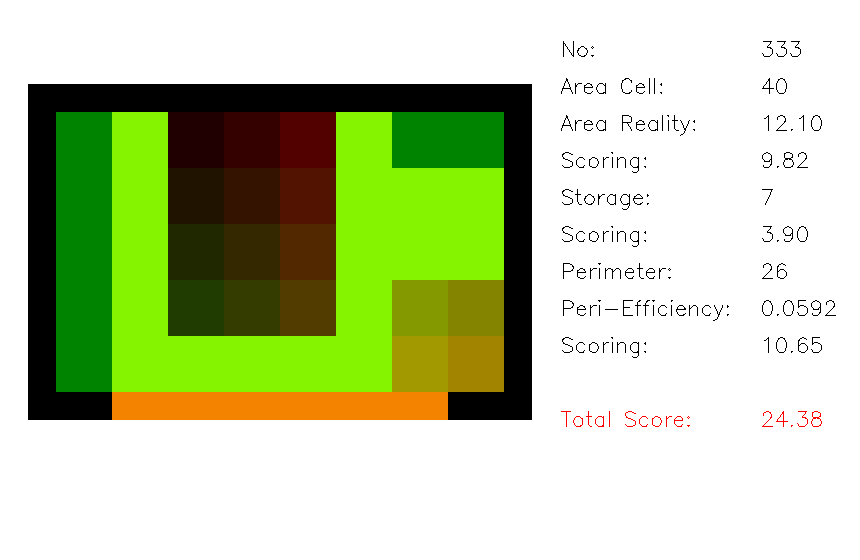 No: 333
Area Cell: 40
Area Reality: 12.10
Scoring: 9.82
Storage: 7
Scoring: 3.90
Perimeter: 26
Peri-Efficiency: 0.0592
Scoring: 10.65
Total Score: 24.38